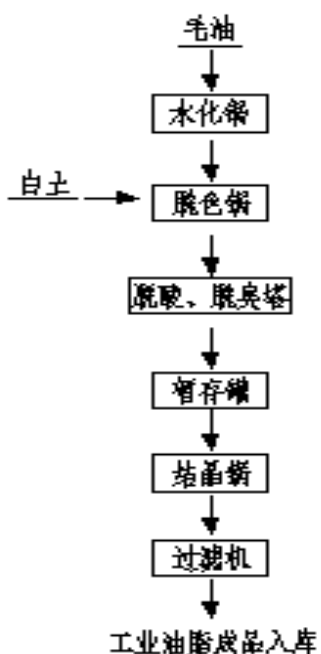 毛油
水化锅
白土
脱色锅
脱酸、脱臭塔
暂存罐
结晶锅
过滤机
工业油脂成品入库